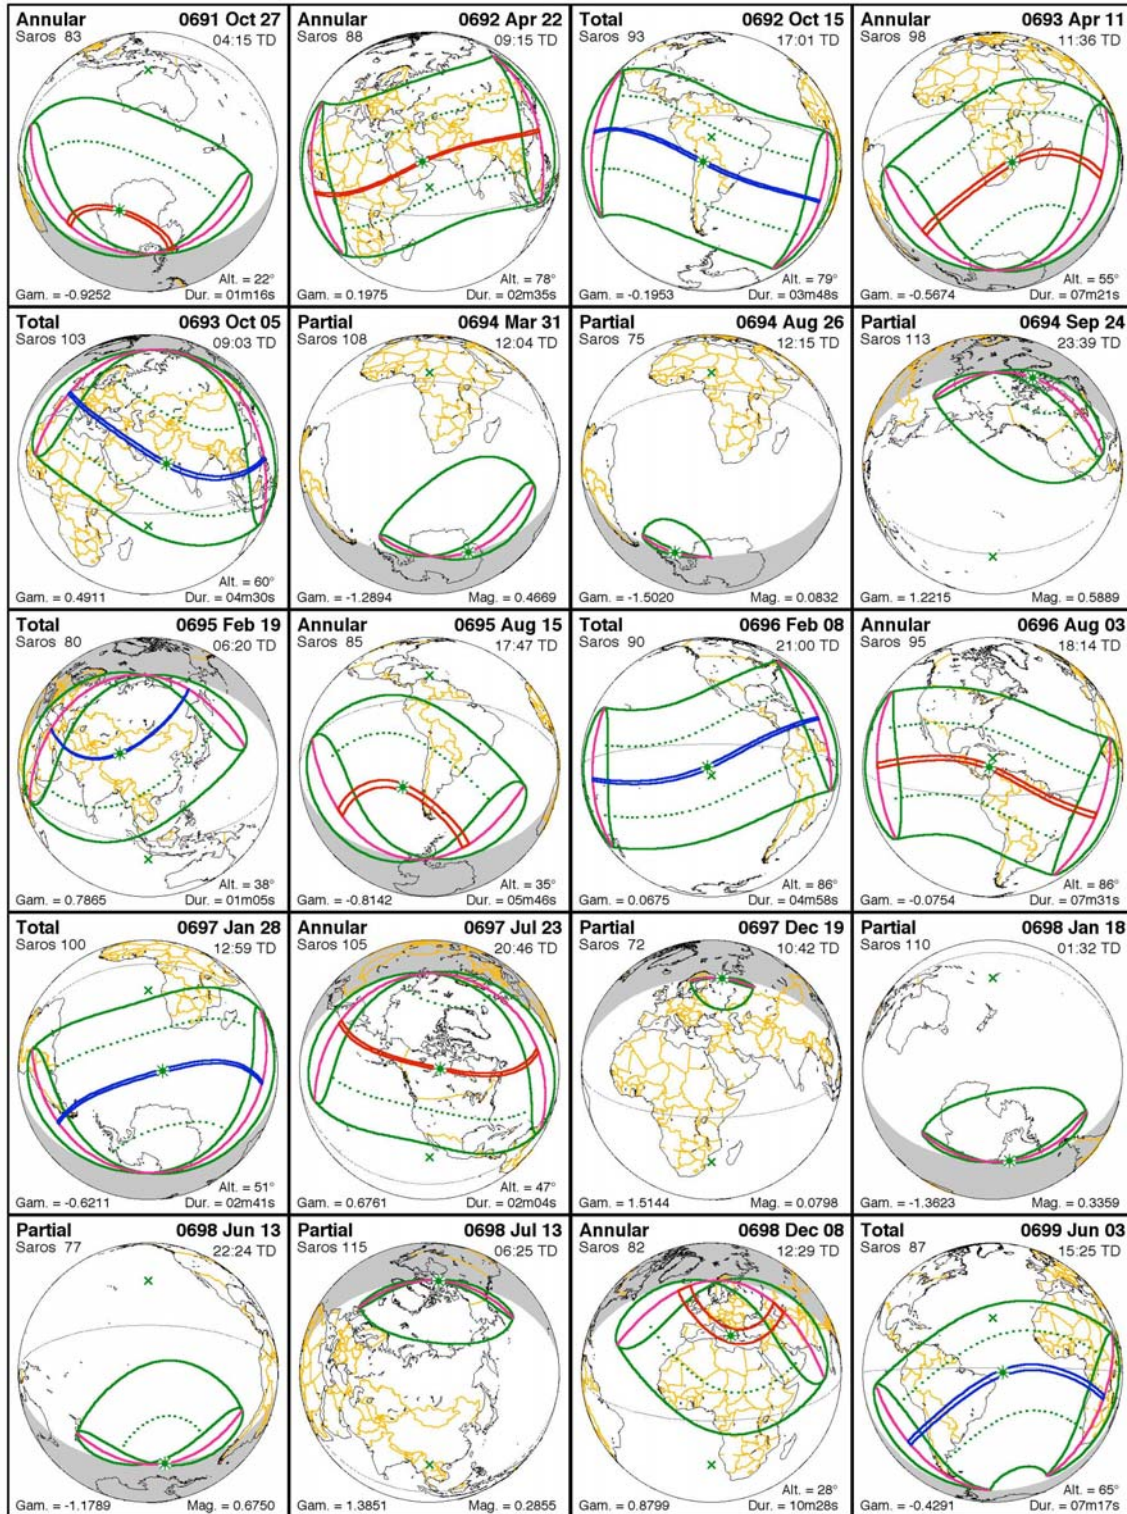 Annular 0691 Oct 27
Saros 83 04:15 TD
Alt. = 22°
Gam. = -0.9252 Dur. = 01m16s
Annular 0692 Apr 22
Saros 88 09:15 TD
Alt. = 78°
Gam. = 0.1975 Dur. = 02m35s
Total 0692 Oct 15
Saros 93 17:01 TD
Alt. = 79°
Gam. = -0.1953 Dur. = 03m48s
Annular 0693 Apr 11
Saros 98 11:36 TD
Alt. = 55°
Gam. = -0.5674 Dur. = 07m21s
Total 0693 Oct 05
Saros 103 09:03 TD
Alt. = 60°
Gam. = 0.4911 Dur. = 04m30s
Partial 0694 Mar 31
Saros 108 12:04 TD
Gam. = -1.2894 Mag. = 0.4669
Partial 0694 Aug 26
Saros 75 12:15 TD
Gam. = -1.5020 Mag. = 0.0832
Partial 0694 Sep 24
Saros 113 23:39 TD
Gam. = 1.2215 Mag. = 0.5889
Total 0695 Feb 19
Saros 80 06:20 TD
Alt. = 38°
Gam. = 0.7865 Dur. = 01m05s
Annular 0695 Aug 15
Saros 85 17:47 TD
Alt. = 35°
Gam. = -0.8142 Dur. = 05m46s
Total 0696 Feb 08
Saros 90 21:00 TD
Alt. = 86°
Gam. = 0.0675 Dur. = 04m58s
Annular 0696 Aug 03
Saros 95 18:14 TD
Alt. = 86°
Gam. = -0.0754 Dur. = 07m31s
Total 0697 Jan 28
Saros 100 12:59 TD
Alt. = 51°
Gam. = -0.6211 Dur. = 02m41s
Annular 0697 Jul 23
Saros 105 20:46 TD
Alt. = 47°
Gam. = 0.6761 Dur. = 02m04s
Partial 0697 Dec 19
Saros 72 10:42 TD
Gam. = 1.5144 Mag. = 0.0798
Partial 0698 Jan 18
Saros 110 01:32 TD
Gam. = -1.3623 Mag. = 0.3359
Partial 0698 Jun 13
Saros 77 22:24 TD
Gam. = -1.1789 Mag. = 0.6750
Partial 0698 Jul 13
Saros 115 06:25 TD
Gam. = 1.3851 Mag. = 0.2855
Annular 0698 Dec 08
Saros 82 12:29 TD
Alt. = 28°
Gam. = 0.8799 Dur. = 10m28s
Total 0699 Jun 03
Saros 87 15:25 TD
Alt. = 65°
Gam. = -0.4291 Dur. = 07m17s